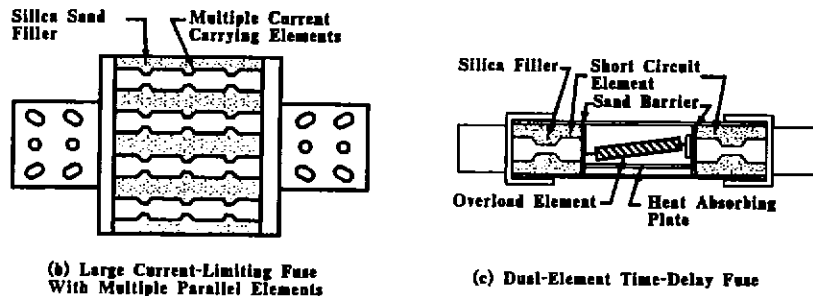 Silica Sand
Filler
Multiple Current
Carrying Elements
(b) Large Current-Limiting Fuse
With Multiple Parallel Elements
Silica Filler
Short Circuit
Element
Sand Barrier
Overload Element
Heat Absorbing
Plate
(c) Dual-Element Time-Delay Fuse